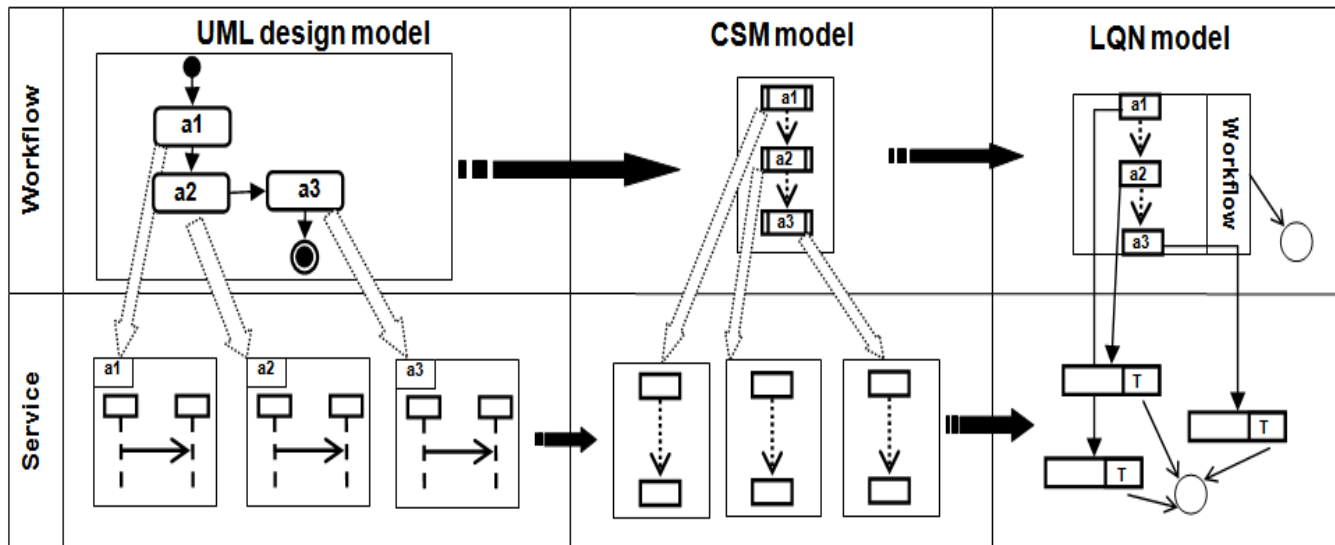 UML design model
CSM model
LQN model
Workflow
a1
a2
a3
a1
a2
a3
a1
a2
a3
Workflow
Service
a1
a2
a3
T
T
T